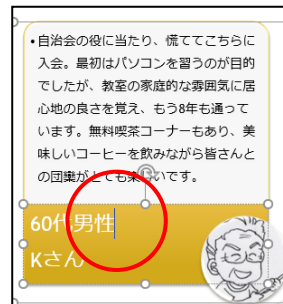 •自治会の役に当たり、慌ててこちらに
入会。最初はパソコンを習うのが目的
でしたが、教室の家庭的な雰囲気に居
心地の良さを覚え、もう8年も通って
います。無料喫茶コーナーもあり、美
味しいコーヒーを飲みながら皆さんと
の団欒がとても楽しいです。
60代男性
Kさん